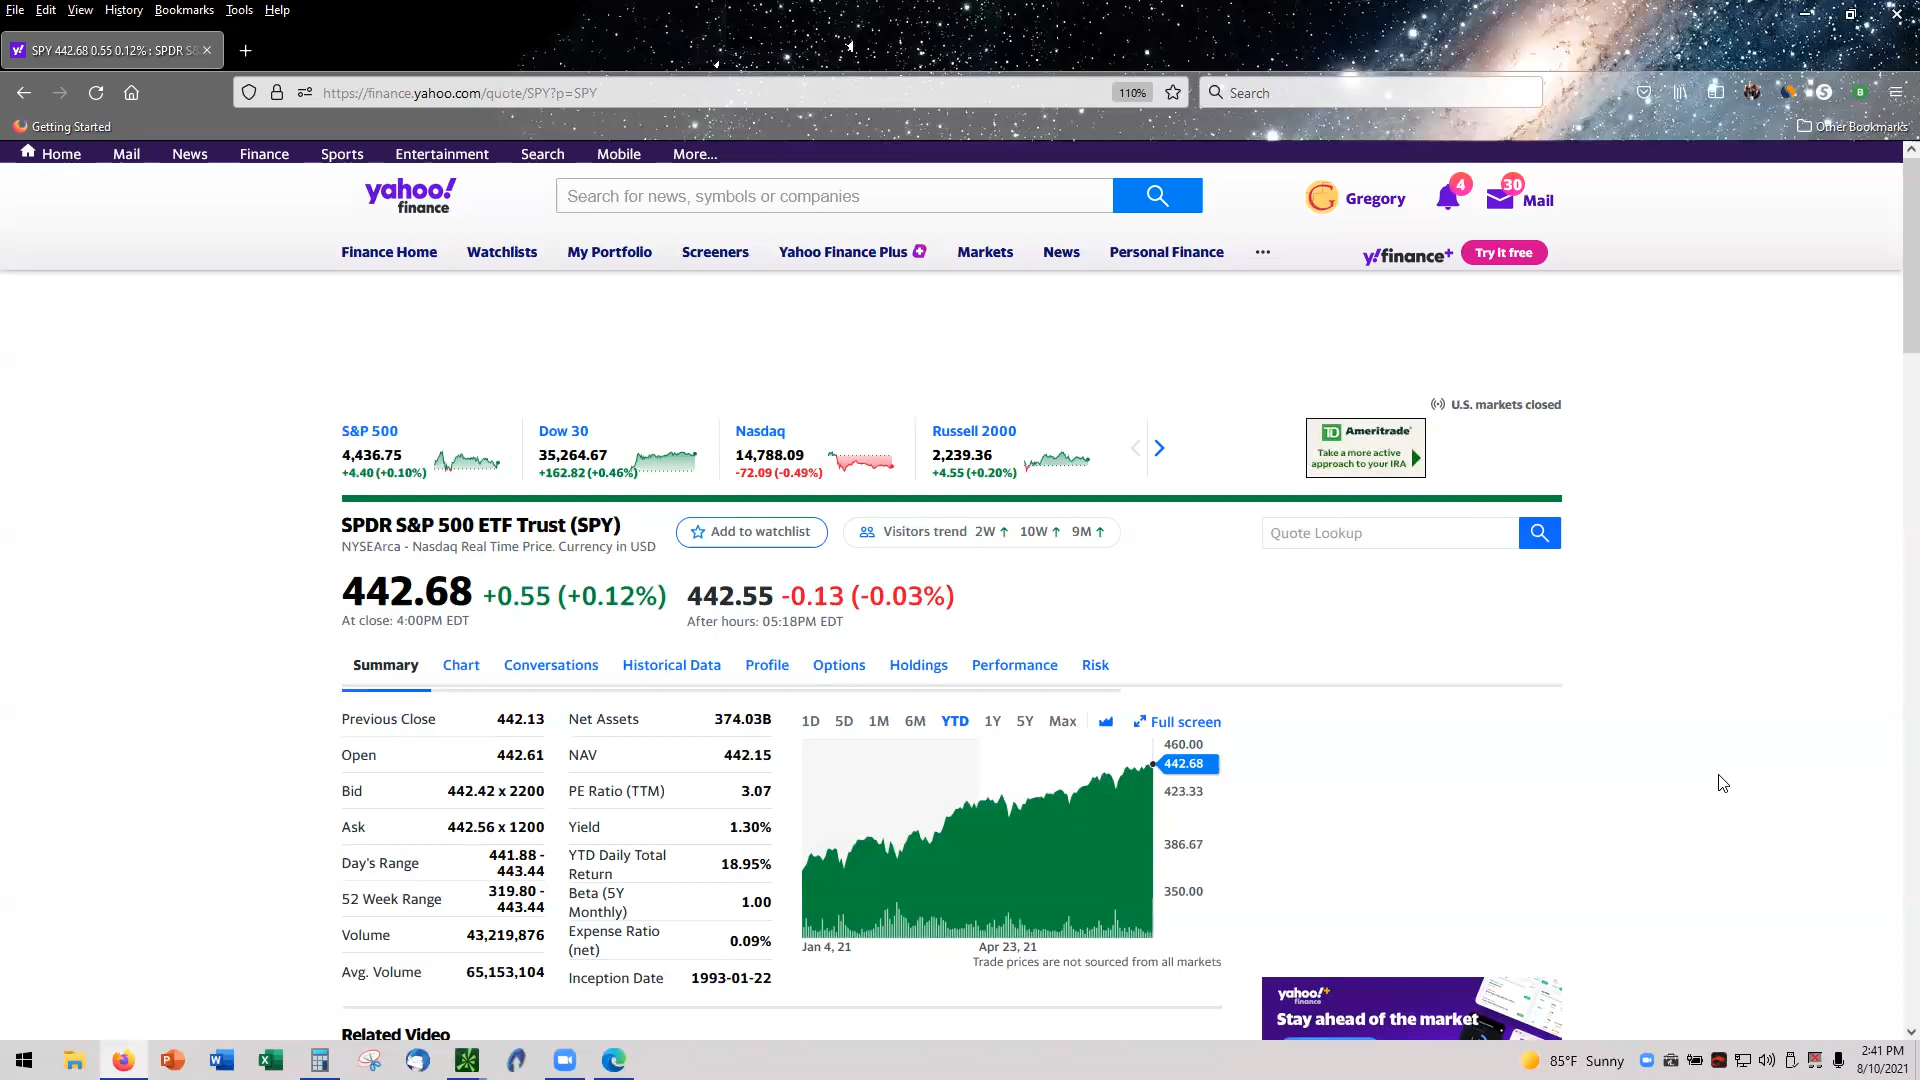 File Edit View History Bookmarks Tools Help
SPY 442.68 0.55 0.12% : SPDR S&
https://finance.yahoo.com/quote/SPY?p=SPY
110%
Search
Getting Started
Other Bookmarks
Home Mail News Finance Sports Entertainment Search Mobile More...
yahoo!
finance
Search for news, symbols or companies
Gregory
4
30
Mail
Finance Home Watchlists My Portfolio Screeners Yahoo Finance Plus Markets News Personal Finance ...
y!finance+
Try it free
U.S. markets closed
S&P 500
4,436.75
+4.40 (+0.10%)
Dow 30
35,264.67
+162.82 (+0.46%)
Nasdaq
14,788.09
-72.09 (-0.49%)
Russell 2000
2,239.36
+4.55 (+0.20%)
TD Ameritrade
Take a more active
approach to your IRA
SPDR S&P 500 ETF Trust (SPY)
NYSEArca - Nasdaq Real Time Price. Currency in USD
Add to watchlist
Visitors trend 2W↑ 10W↑ 9M↑
Quote Lookup
442.68 +0.55 (+0.12%)
At close: 4:00PM EDT
442.55 -0.13 (-0.03%)
After hours: 05:18PM EDT
Summary Chart Conversations Historical Data Profile Options Holdings Performance Risk
Previous Close 442.13
Open 442.61
Bid 442.42 x 2200
Ask 442.56 x 1200
Day's Range 441.88 -
443.44
52 Week Range 319.80 -
443.44
Volume 43,219,876
Avg. Volume 65,153,104
Net Assets 374.03B
NAV 442.15
PE Ratio (TTM) 3.07
Yield 1.30%
YTD Daily Total
Return 18.95%
Beta (5Y
Monthly) 1.00
Expense Ratio
(net) 0.09%
Inception Date 1993-01-22
1D 5D 1M 6M YTD 1Y 5Y Max
Full screen
460.00
442.68
423.33
386.67
350.00
Jan 4, 21 Apr 23, 21
Trade prices are not sourced from all markets
yahoo!+
finance
Stay ahead of the market
Related Video
85°F Sunny
2:41 PM
8/10/2021